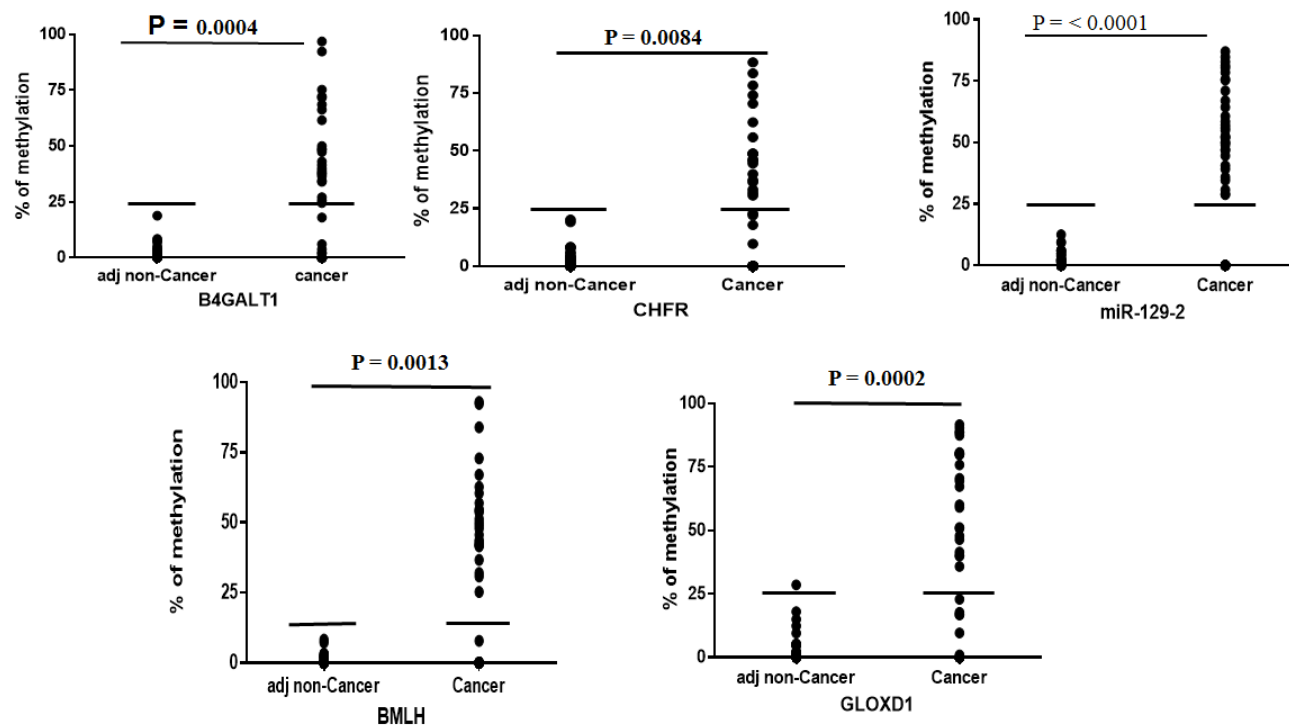 P = 0.0004
100
75
50
25
0
% of methylation
adj non-Cancer
cancer
B4GALT1
P = 0.0084
100
75
50
25
0
% of methylation
adj non-Cancer
Cancer
CHFR
P = < 0.0001
100
75
50
25
0
% of methylation
adj non-Cancer
Cancer
miR-129-2
P = 0.0013
100
75
50
25
0
% of methylation
adj non-Cancer
Cancer
BMLH
P = 0.0002
100
75
50
25
0
% of methylation
adj non-Cancer
Cancer
GLOXD1